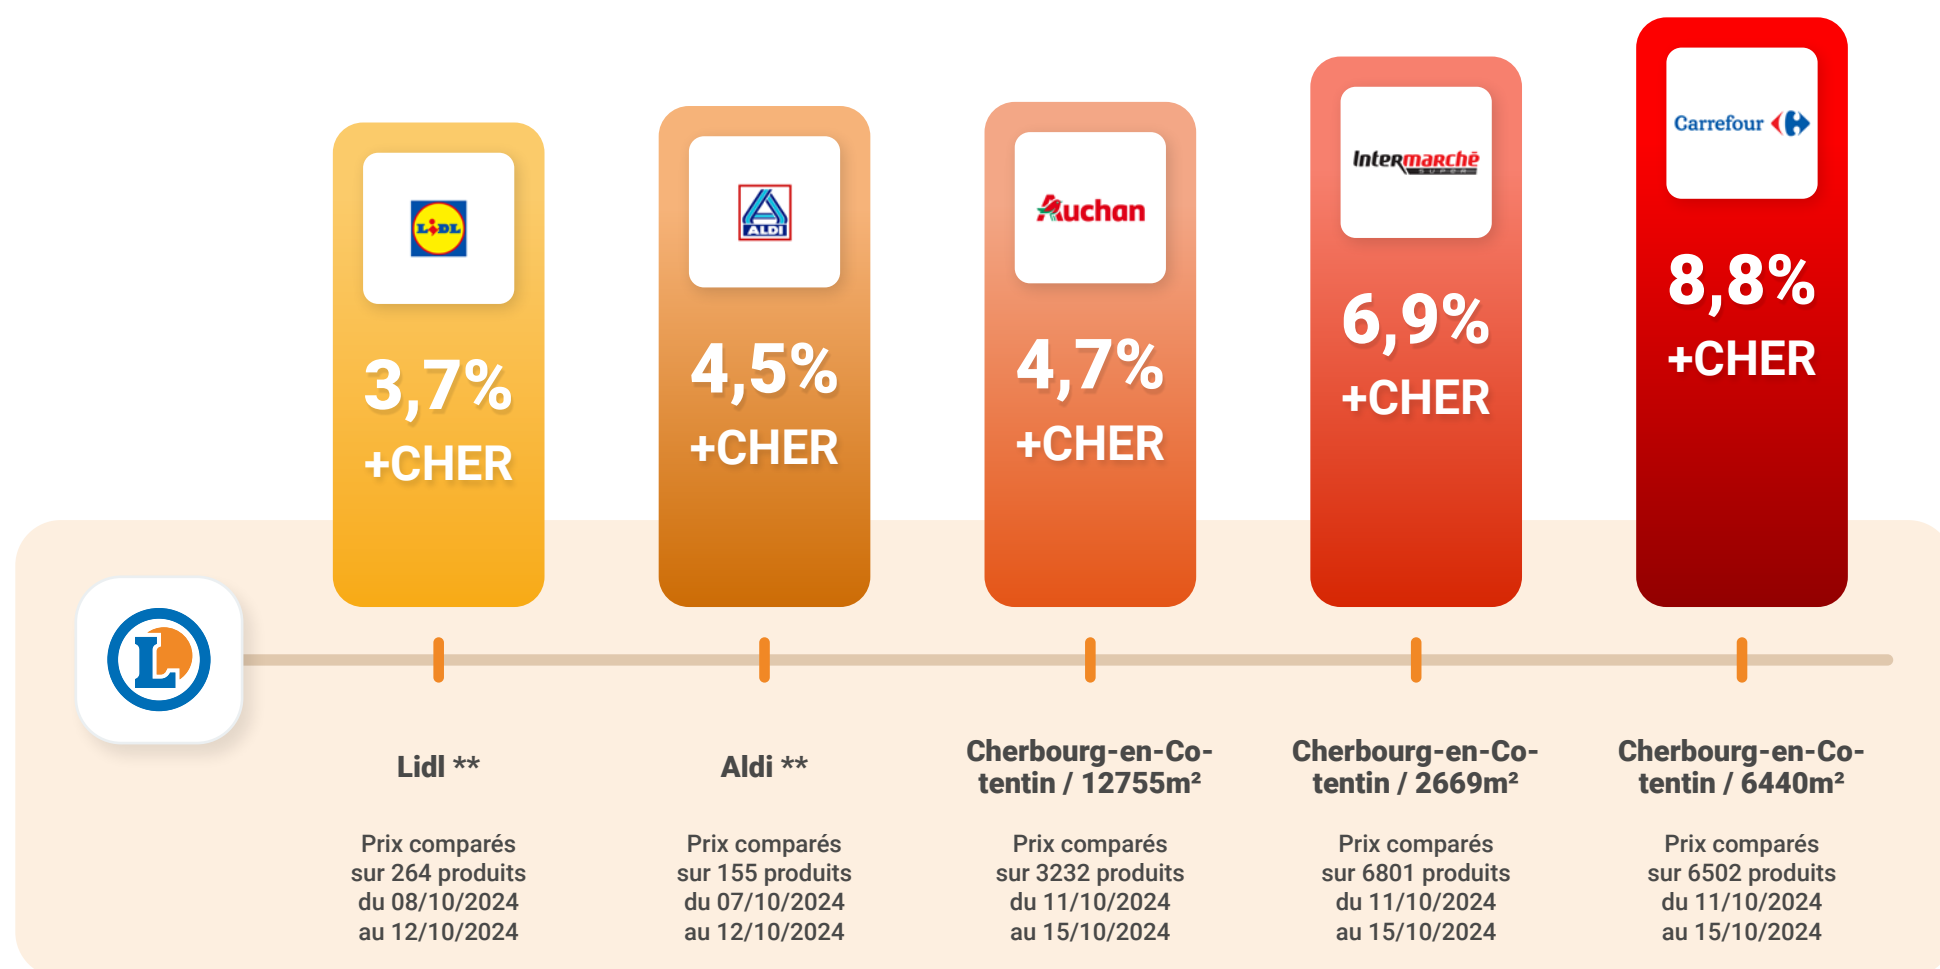 LIDL
3,7%
+CHER
ALDI
4,5%
+CHER
Auchan
4,7%
+CHER
Intermarché
SUPER
6,9%
+CHER
Carrefour
8,8%
+CHER
L
Lidl **
Prix comparés
sur 264 produits
du 08/10/2024
au 12/10/2024
Aldi **
Prix comparés
sur 155 produits
du 07/10/2024
au 12/10/2024
Cherbourg-en-Co-
tentin / 12755m²
Prix comparés
sur 3232 produits
du 11/10/2024
au 15/10/2024
Cherbourg-en-Co-
tentin / 2669m²
Prix comparés
sur 6801 produits
du 11/10/2024
au 15/10/2024
Cherbourg-en-Co-
tentin / 6440m²
Prix comparés
sur 6502 produits
du 11/10/2024
au 15/10/2024